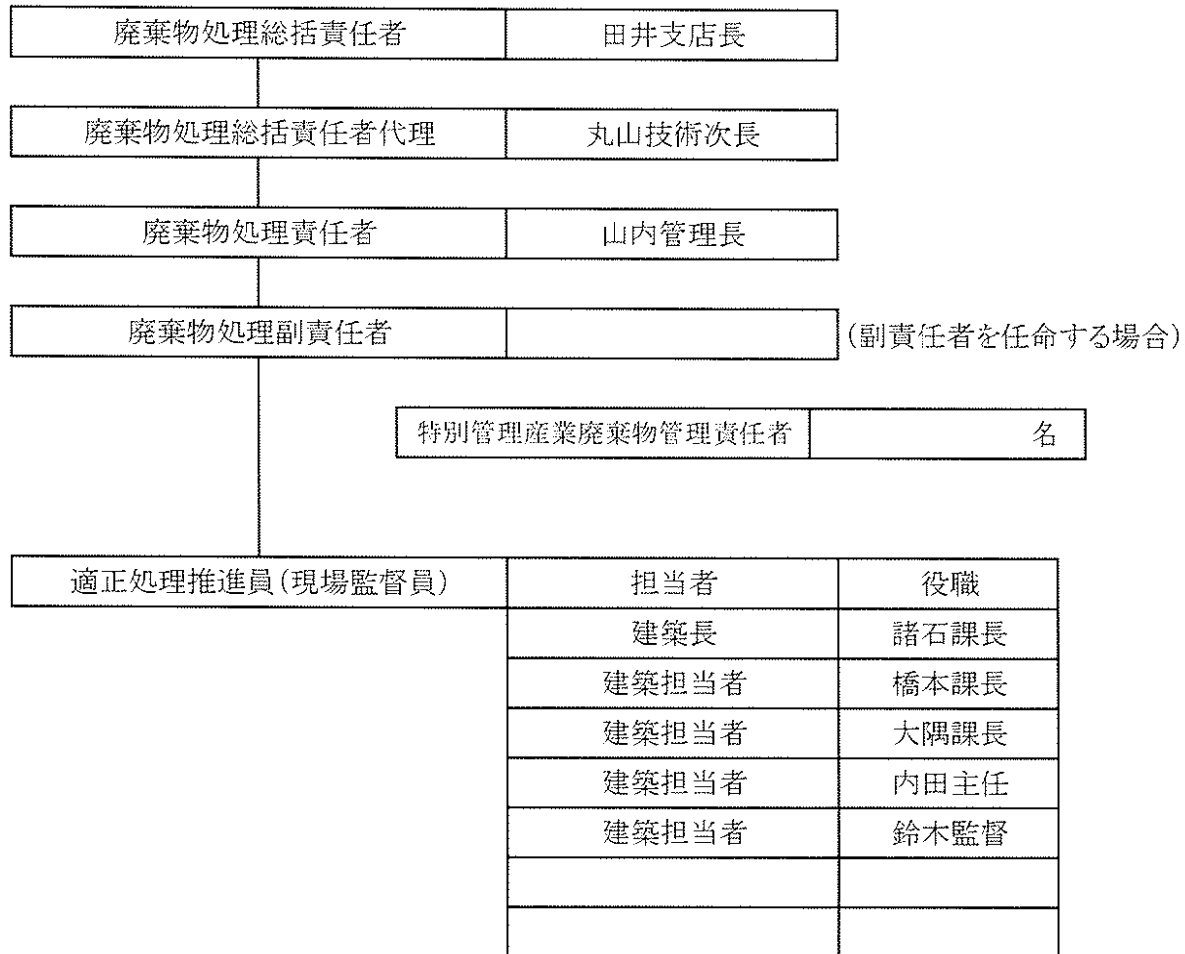 廃棄物処理総括責任者 田井支店長
廃棄物処理総括責任者代理 丸山技術次長
廃棄物処理責任者 山内管理長
廃棄物処理副責任者 (副責任者を任命する場合)
特別管理産業廃棄物管理責任者 名
適正処理推進員(現場監督員) 担当者 役職
建築長 諸石課長
建築担当者 橋本課長
建築担当者 大隅課長
建築担当者 内田主任
建築担当者 鈴木監督